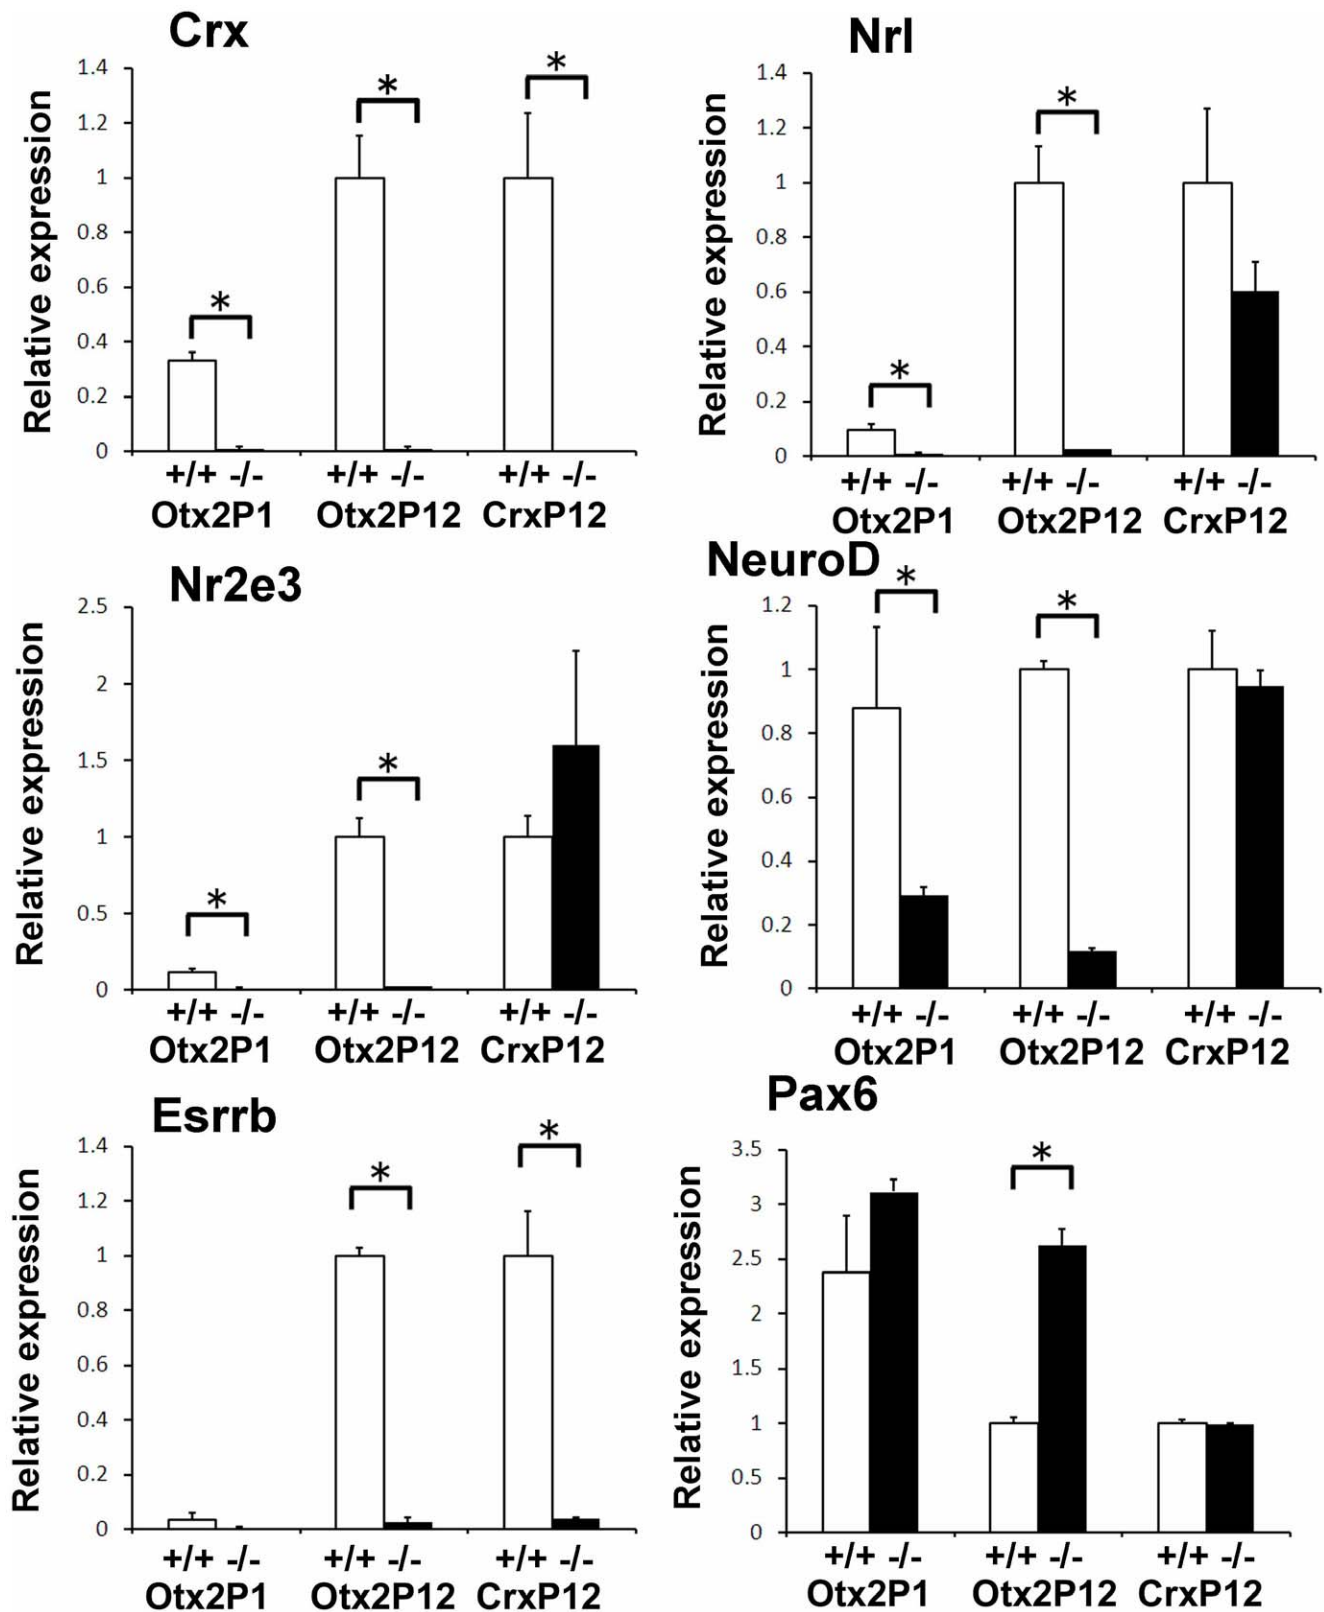 Crx
Relative expression
1.4
1.2
1
0.8
0.6
0.4
0.2
0
*
*
*
+/+ -/- +/+ -/- +/+ -/-
Otx2P1 Otx2P12 CrxP12
Nrl
Relative expression
1.4
1.2
1
0.8
0.6
0.4
0.2
0
*
*
+/+ -/- +/+ -/- +/+ -/-
Otx2P1 Otx2P12 CrxP12
Nr2e3
Relative expression
2.5
2
1.5
1
0.5
0
*
*
+/+ -/- +/+ -/- +/+ -/-
Otx2P1 Otx2P12 CrxP12
NeuroD
Relative expression
1.2
1
0.8
0.6
0.4
0.2
0
*
*
+/+ -/- +/+ -/- +/+ -/-
Otx2P1 Otx2P12 CrxP12
Esrrb
Relative expression
1.4
1.2
1
0.8
0.6
0.4
0.2
0
*
*
+/+ -/- +/+ -/- +/+ -/-
Otx2P1 Otx2P12 CrxP12
Pax6
Relative expression
3.5
3
2.5
2
1.5
1
0.5
0
*
+/+ -/- +/+ -/- +/+ -/-
Otx2P1 Otx2P12 CrxP12